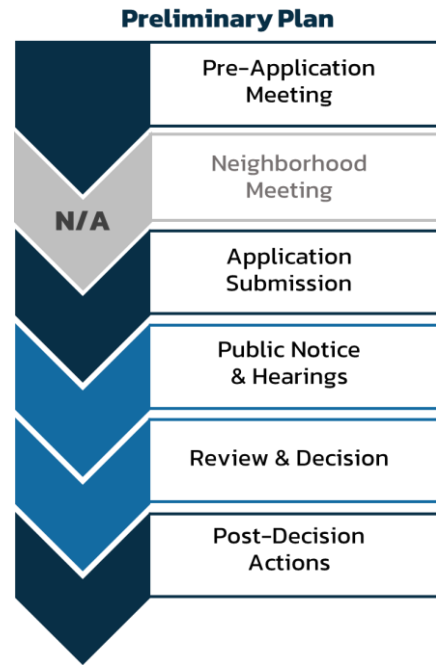 Preliminary Plan
Pre-Application
Meeting
N/A
Neighborhood
Meeting
Application
Submission
Public Notice
& Hearings
Review & Decision
Post-Decision
Actions